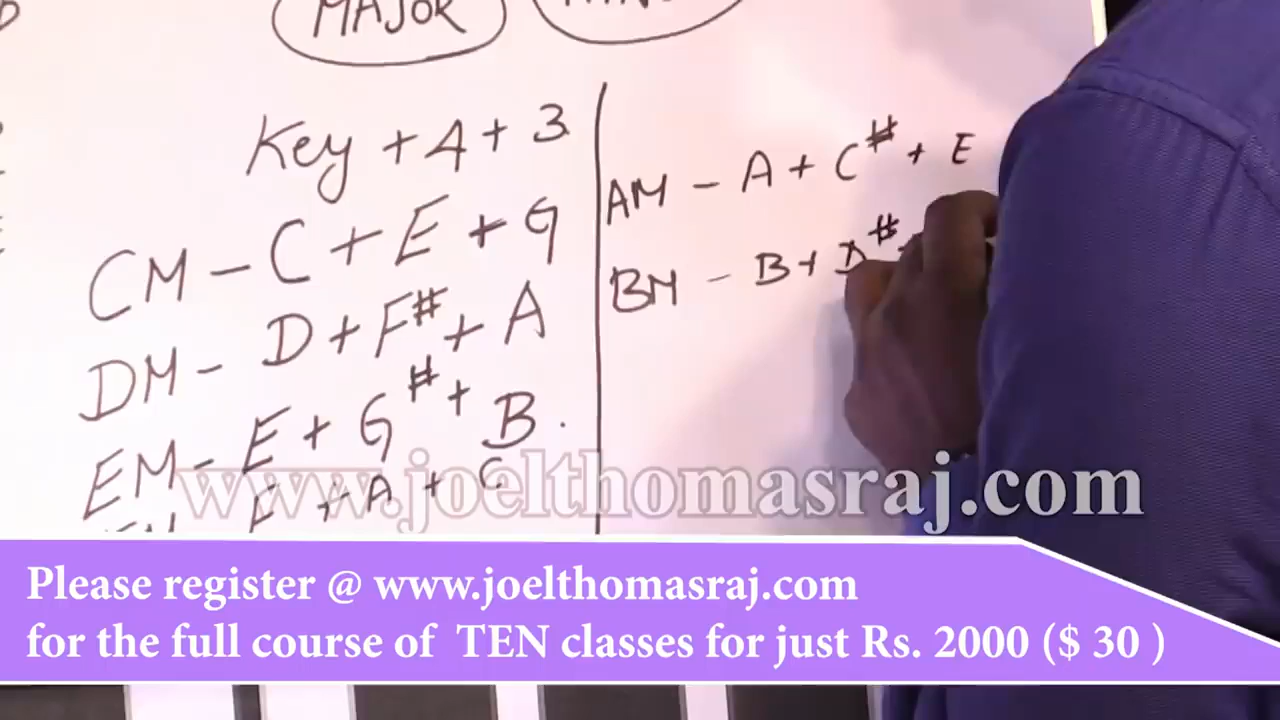 MAJOR
Key + 4 + 3
CM - C + E + G
DM - D + F# + A
EM - E + G# + B.
F + A + C
AM - A + C# + E
BM - B + D#
www.joelthomasraj.com
Please register @ www.joelthomasraj.com
for the full course of TEN classes for just Rs. 2000 ($ 30 )